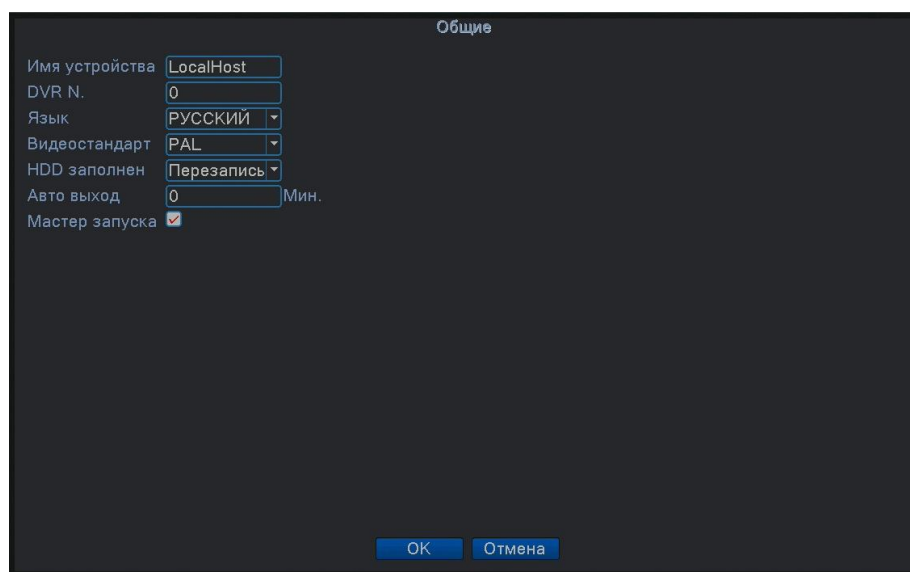 Общие
Имя устройства LocalHost
DVR N. 0
Язык РУССКИЙ
Видеостандарт PAL
HDD заполнен Перезапись
Авто выход 0 Мин.
Мастер запуска
OK Отмена